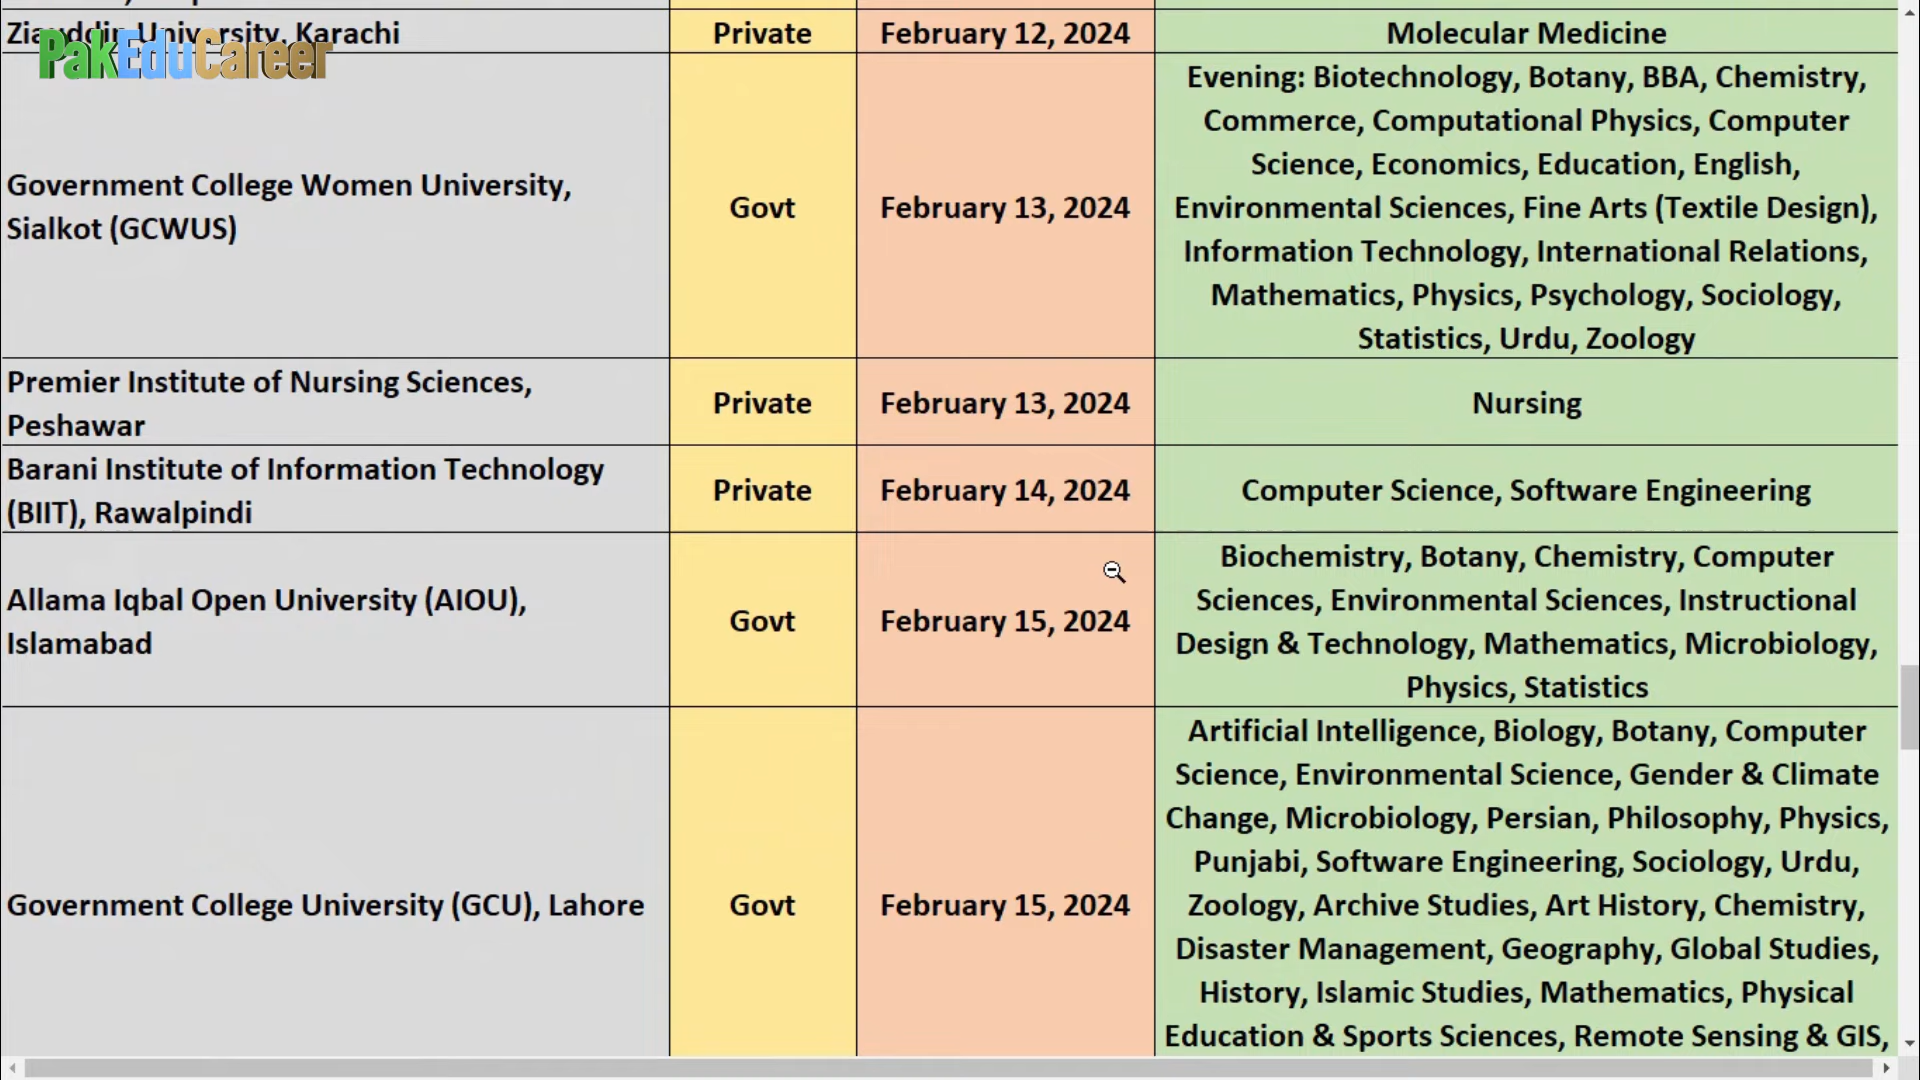 Ziauddin University, Karachi
Private
February 12, 2024
Molecular Medicine
PakEduCareer
Government College Women University,
Sialkot (GCWUS)
Govt
February 13, 2024
Evening: Biotechnology, Botany, BBA, Chemistry,
Commerce, Computational Physics, Computer
Science, Economics, Education, English,
Environmental Sciences, Fine Arts (Textile Design),
Information Technology, International Relations,
Mathematics, Physics, Psychology, Sociology,
Statistics, Urdu, Zoology
Premier Institute of Nursing Sciences,
Peshawar
Private
February 13, 2024
Nursing
Barani Institute of Information Technology
(BIIT), Rawalpindi
Private
February 14, 2024
Computer Science, Software Engineering
Allama Iqbal Open University (AIOU),
Islamabad
Govt
February 15, 2024
Biochemistry, Botany, Chemistry, Computer
Sciences, Environmental Sciences, Instructional
Design & Technology, Mathematics, Microbiology,
Physics, Statistics
Government College University (GCU), Lahore
Govt
February 15, 2024
Artificial Intelligence, Biology, Botany, Computer
Science, Environmental Science, Gender & Climate
Change, Microbiology, Persian, Philosophy, Physics,
Punjabi, Software Engineering, Sociology, Urdu,
Zoology, Archive Studies, Art History, Chemistry,
Disaster Management, Geography, Global Studies,
History, Islamic Studies, Mathematics, Physical
Education & Sports Sciences, Remote Sensing & GIS,